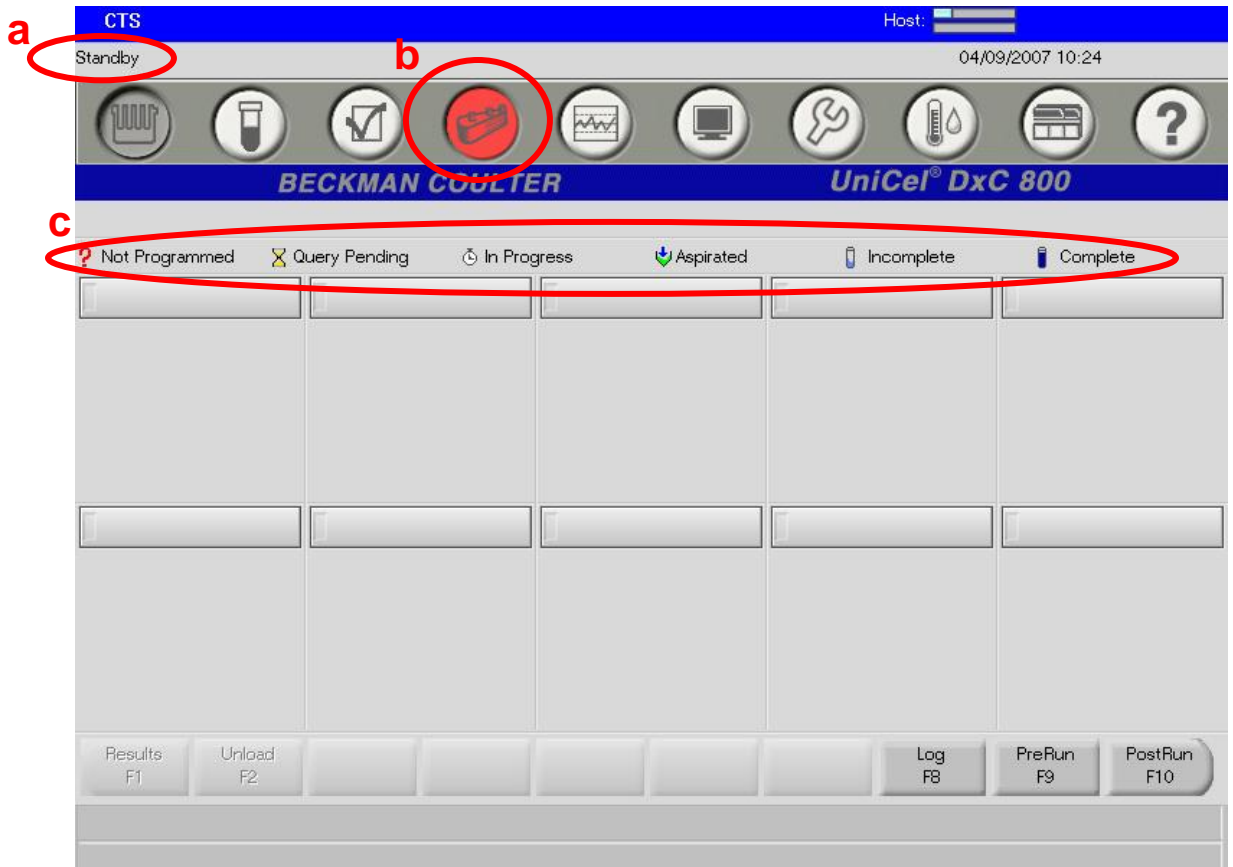 CTS Host:
a
Standby b 04/09/2007 10:24
?
BECKMAN COULTER UniCel® DxC 800
c
? Not Programmed Query Pending In Progress Aspirated Incomplete Complete
Results Unload Log PreRun PostRun
F1 F2 F8 F9 F10